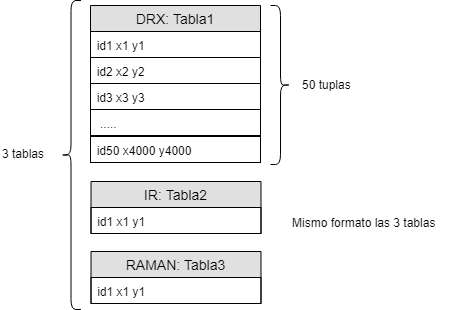 DRX: Tabla1
id1 x1 y1
id2 x2 y2
id3 x3 y3
.....
id50 x4000 y4000
50 tuplas
3 tablas
IR: Tabla2
id1 x1 y1
Mismo formato las 3 tablas
RAMAN: Tabla3
id1 x1 y1